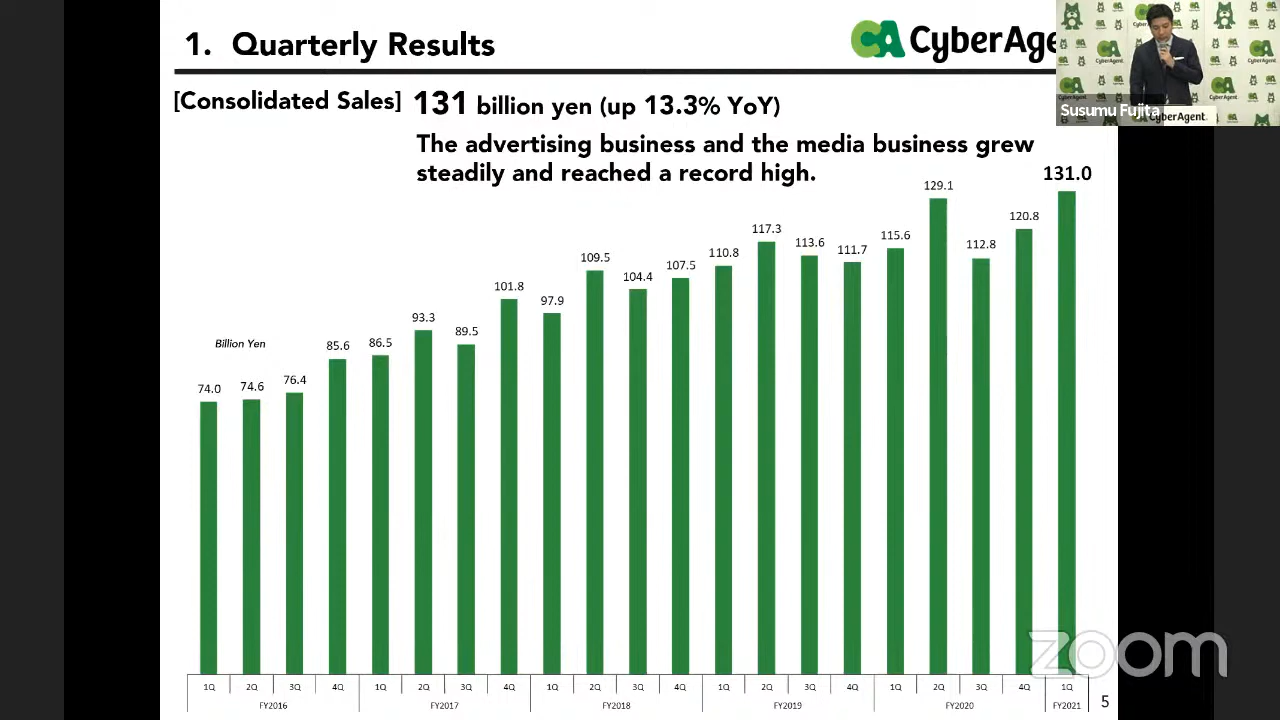 1. Quarterly Results
CyberAge
Susumu Fujita
CyberAgent
[Consolidated Sales] 131 billion yen (up 13.3% YoY)
The advertising business and the media business grew
steadily and reached a record high.
Billion Yen
74.0 74.6 76.4 85.6 86.5 93.3 89.5 101.8 97.9 109.5 104.4 107.5 110.8 117.3 113.6 111.7 115.6 129.1 112.8 120.8 131.0
1Q 2Q 3Q 4Q 1Q 2Q 3Q 4Q 1Q 2Q 3Q 4Q 1Q 2Q 3Q 4Q 1Q 2Q 3Q 4Q 1Q
FY2016 FY2017 FY2018 FY2019 FY2020 FY2021
5
zoom